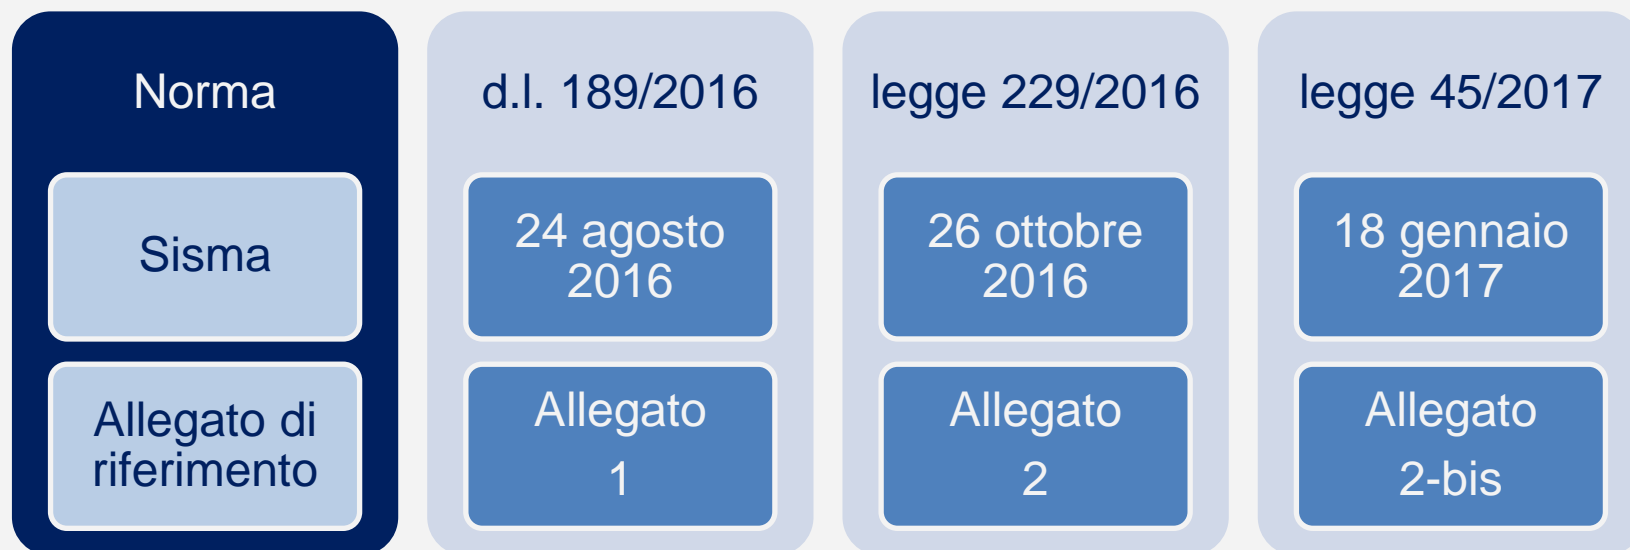 Norma
d.l. 189/2016
legge 229/2016
legge 45/2017
Sisma
24 agosto
2016
26 ottobre
2016
18 gennaio
2017
Allegato di
riferimento
Allegato
1
Allegato
2
Allegato
2-bis